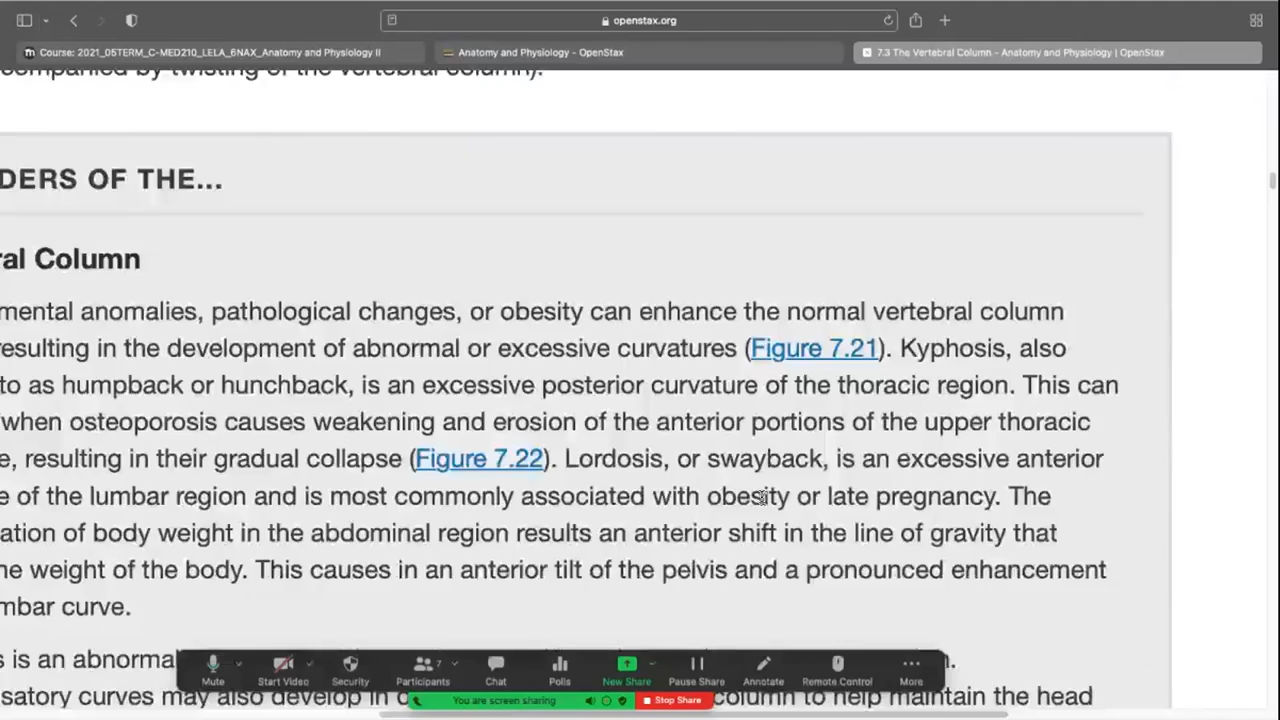 openstax.org
Course: 2021_05TERM_C-MED210_LELA_6NAX_Anatomy and Physiology II
Anatomy and Physiology - OpenStax
7.3 The Vertebral Column - Anatomy and Physiology | OpenStax
companied by twisting of the vertebral column).
DERS OF THE...
ral Column
mental anomalies, pathological changes, or obesity can enhance the normal vertebral column
resulting in the development of abnormal or excessive curvatures (Figure 7.21). Kyphosis, also
to as humpback or hunchback, is an excessive posterior curvature of the thoracic region. This can
when osteoporosis causes weakening and erosion of the anterior portions of the upper thoracic
e, resulting in their gradual collapse (Figure 7.22). Lordosis, or swayback, is an excessive anterior
e of the lumbar region and is most commonly associated with obesity or late pregnancy. The
ation of body weight in the abdominal region results an anterior shift in the line of gravity that
he weight of the body. This causes in an anterior tilt of the pelvis and a pronounced enhancement
mbar curve.
s is an abnormal
satory curves may also develop in column to help maintain the head
Mute
Start Video
Security
7
Participants
Chat
Polls
New Share
Pause Share
Annotate
Remote Control
More
You are screen sharing
Stop Share